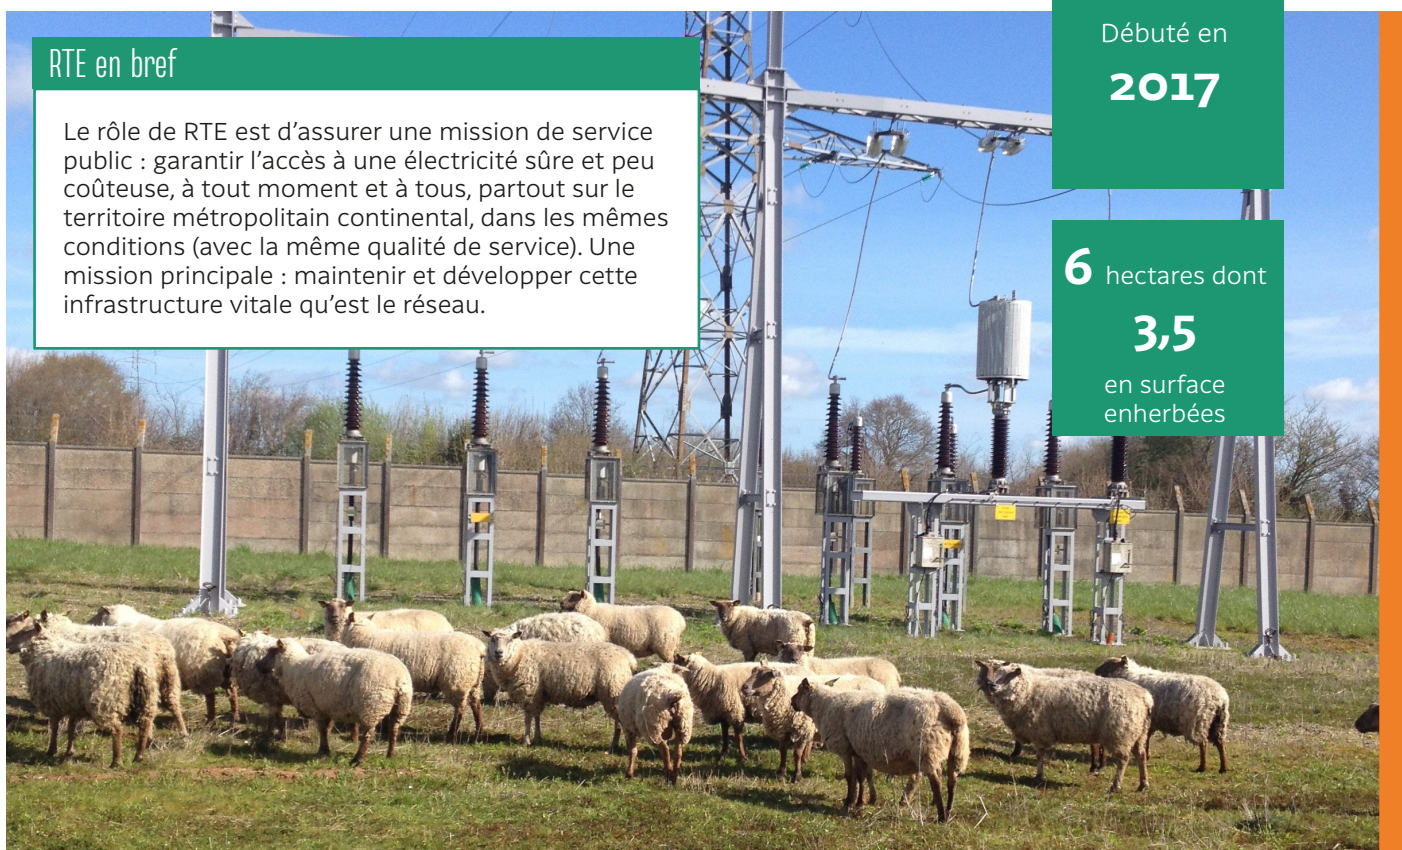 RTE en bref
Le rôle de RTE est d’assurer une mission de service
public : garantir l’accès à une électricité sûre et peu
coûteuse, à tout moment et à tous, partout sur le
territoire métropolitain continental, dans les mêmes
conditions (avec la même qualité de service). Une
mission principale : maintenir et développer cette
infrastructure vitale qu’est le réseau.
Débuté en
2017
6 hectares dont
3,5
en surface
enherbées